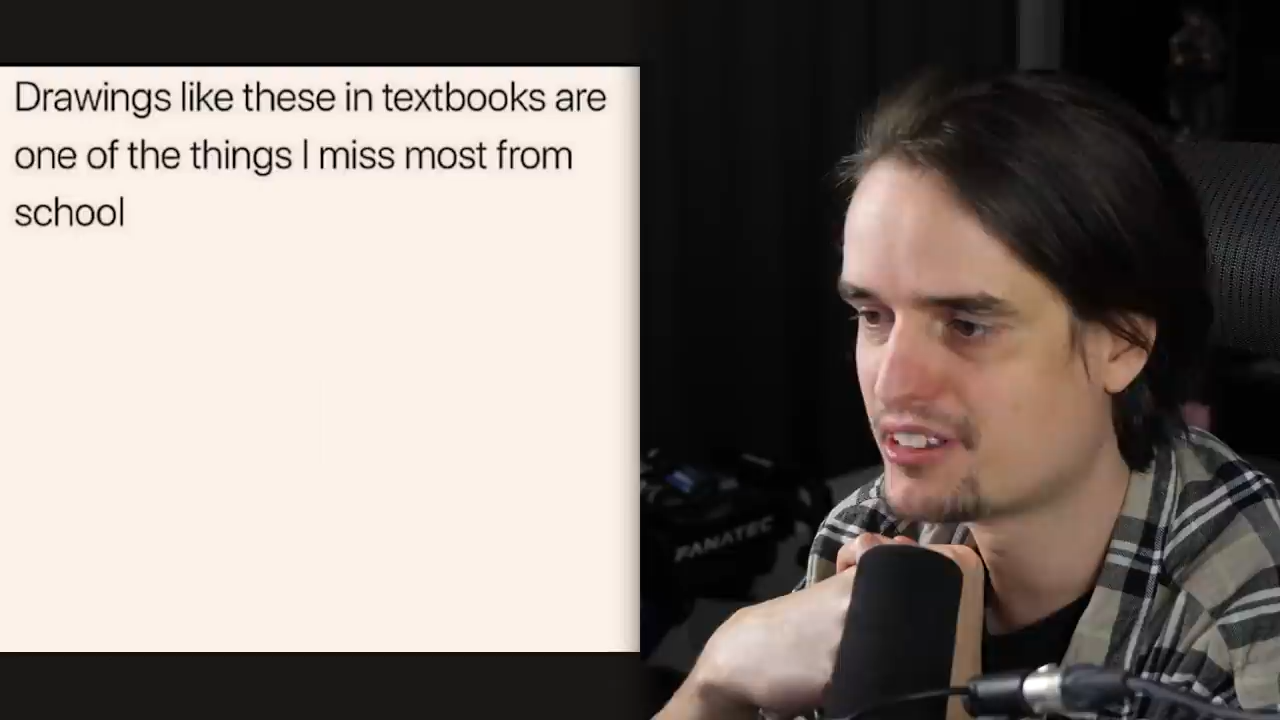 Drawings like these in textbooks are
one of the things I miss most from
school
FANATEC